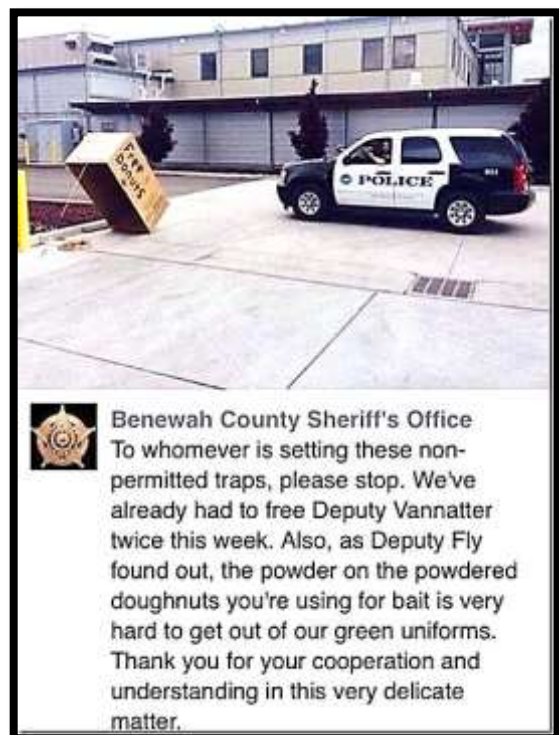 Free
Donuts
POLICE
Benewah County Sheriff's Office
To whomever is setting these non-
permitted traps, please stop. We've
already had to free Deputy Vannatter
twice this week. Also, as Deputy Fly
found out, the powder on the powdered
doughnuts you're using for bait is very
hard to get out of our green uniforms.
Thank you for your cooperation and
understanding in this very delicate
matter.